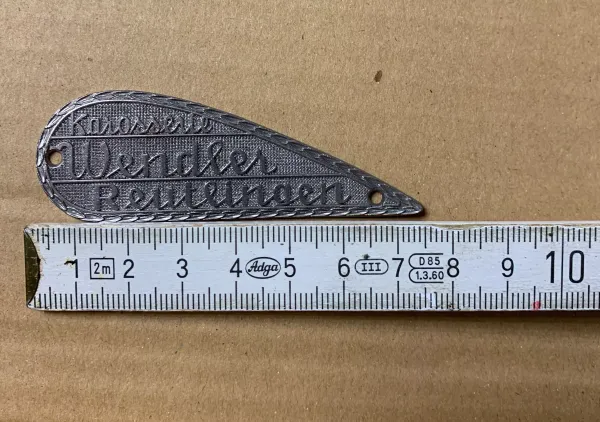 Karosserie
Wendler
Reutlingen
1 2m 2 3 4 Adga 5 6 III 7 D85 1.3.60 8 9 10